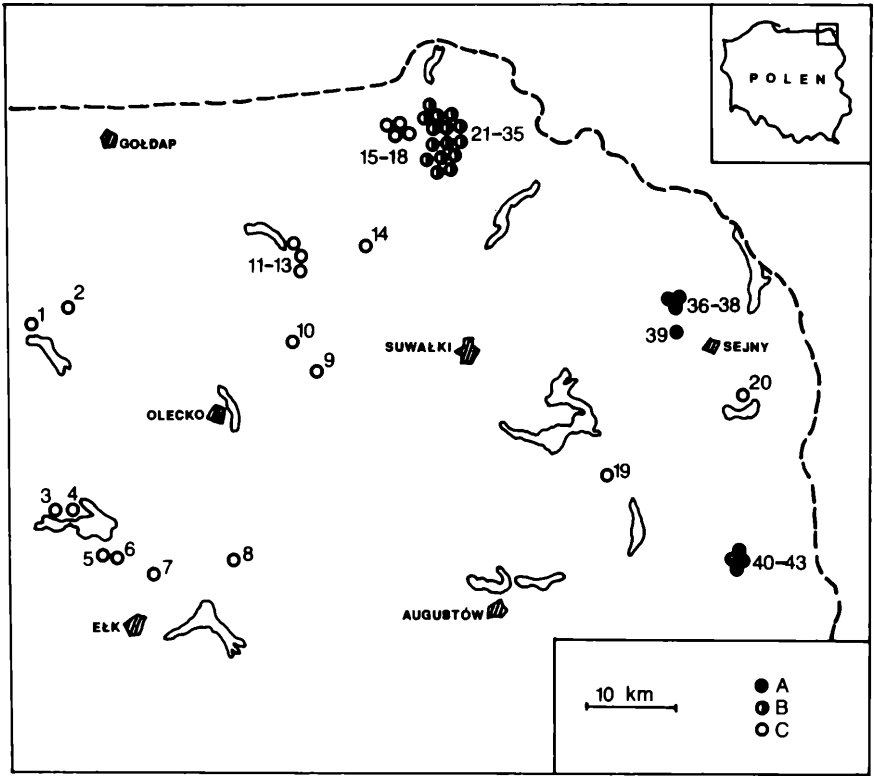 POLEN
21-35
GOŁDAP
15-18
14
11-13
2
36-38
1
10
39
SUWAŁKI
SEJNY
9
20
OLECKO
19
3 4
5 6
8
7
40-43
AUGUSTÓW
EŁK
10 km
A
B
C